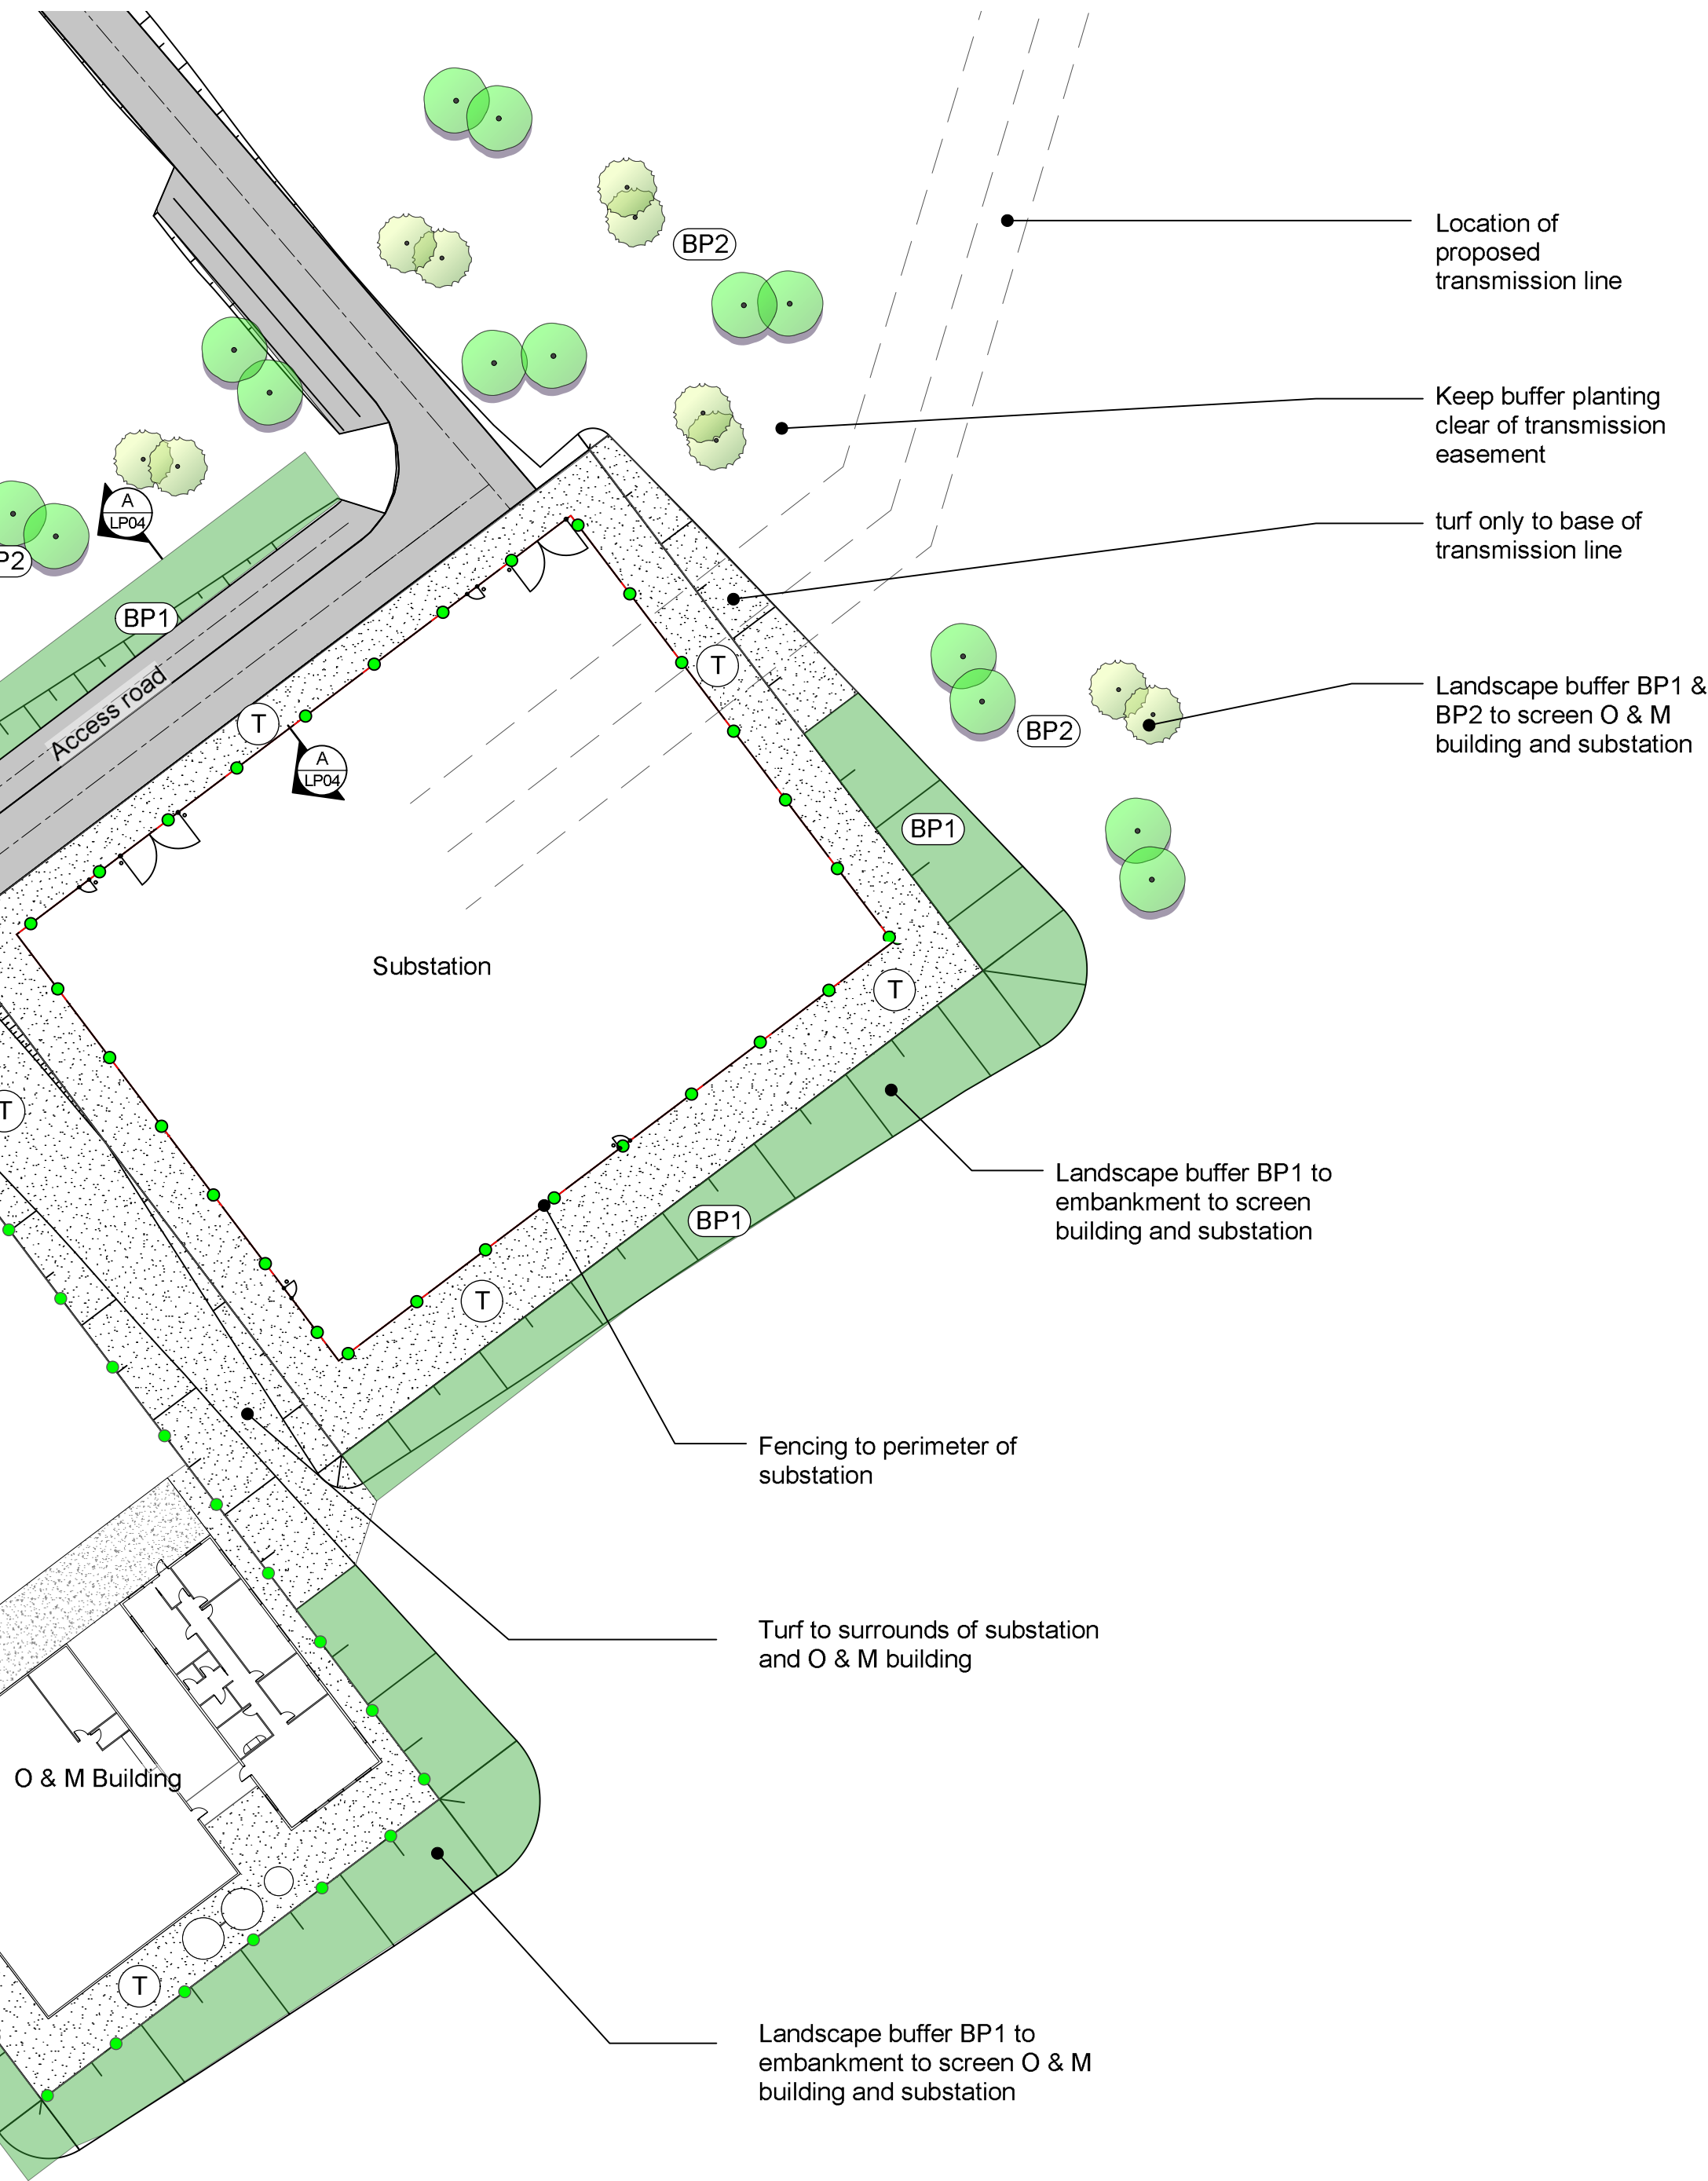 BP2
Location of
proposed
transmission line
Keep buffer planting
clear of transmission
easement
A
LP04
turf only to base of
transmission line
P2
BP1
T
Access road
T
Landscape buffer BP1 &
BP2 to screen O & M
building and substation
BP2
A
LP04
BP1
Substation
T
T
Landscape buffer BP1 to
embankment to screen
building and substation
BP1
T
Fencing to perimeter of
substation
Turf to surrounds of substation
and O & M building
O & M Building
T
Landscape buffer BP1 to
embankment to screen O & M
building and substation